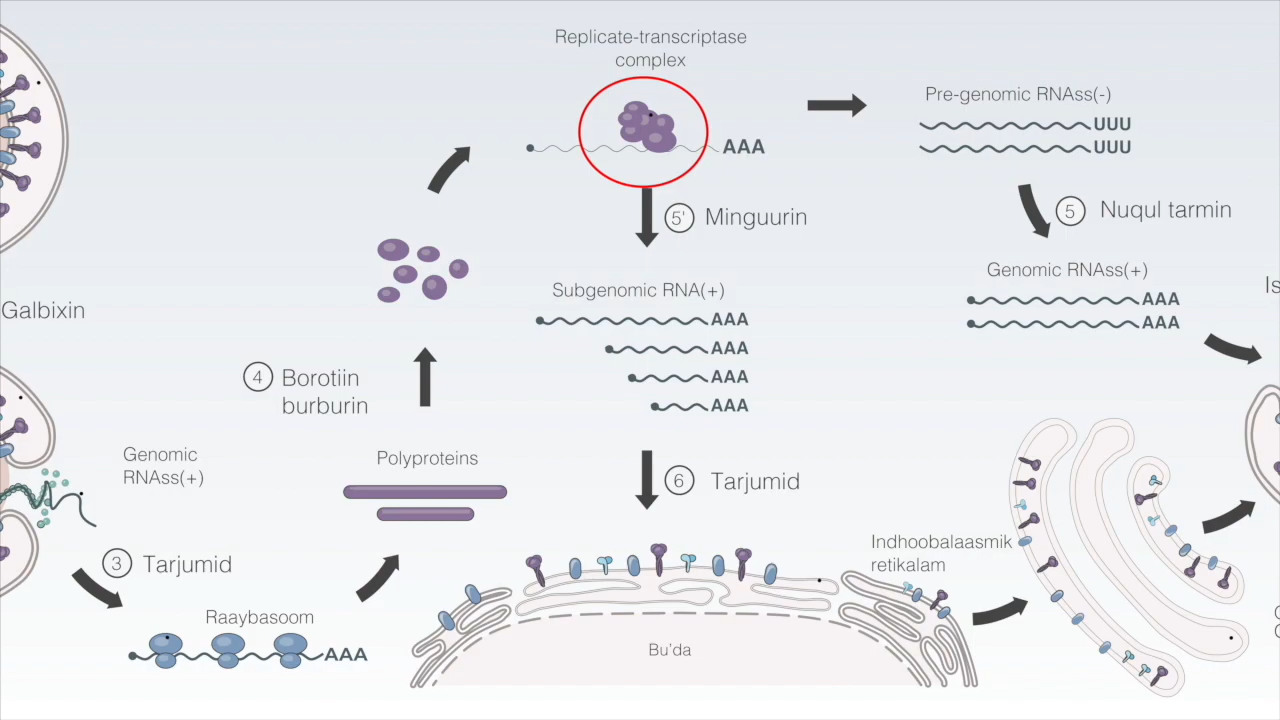 Replicate-transcriptase
complex
AAA
Pre-genomic RNAss(-)
UUU
UUU
5' Minguurin
5 Nuqul tarmin
Genomic RNAss(+)
AAA
AAA
Subgenomic RNA(+)
AAA
AAA
AAA
AAA
Galbixin
4 Borotiin
burburin
Genomic
RNAss(+)
Polyproteins
6 Tarjumid
3 Tarjumid
Raaybasoom
AAA
Indhoobalaasmik
retikalam
Bu'da